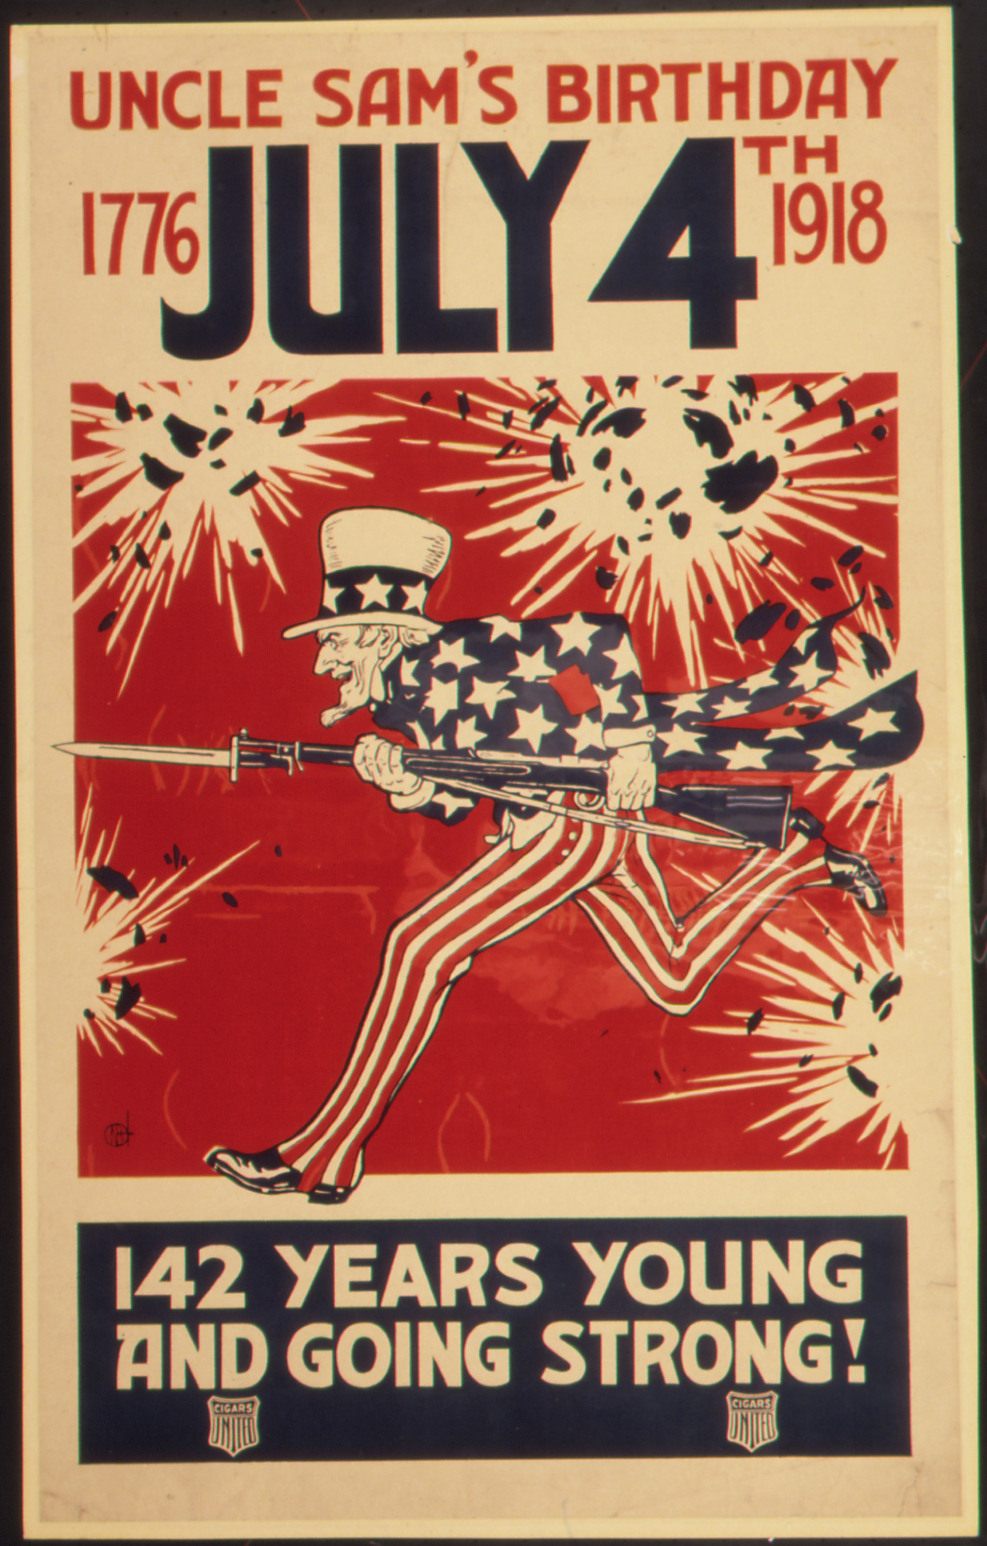 UNCLE SAM'S BIRTHDAY
1776 JULY 4TH 1918
142 YEARS YOUNG
AND GOING STRONG!
CIGARS
UNITED
CIGARS
UNITED